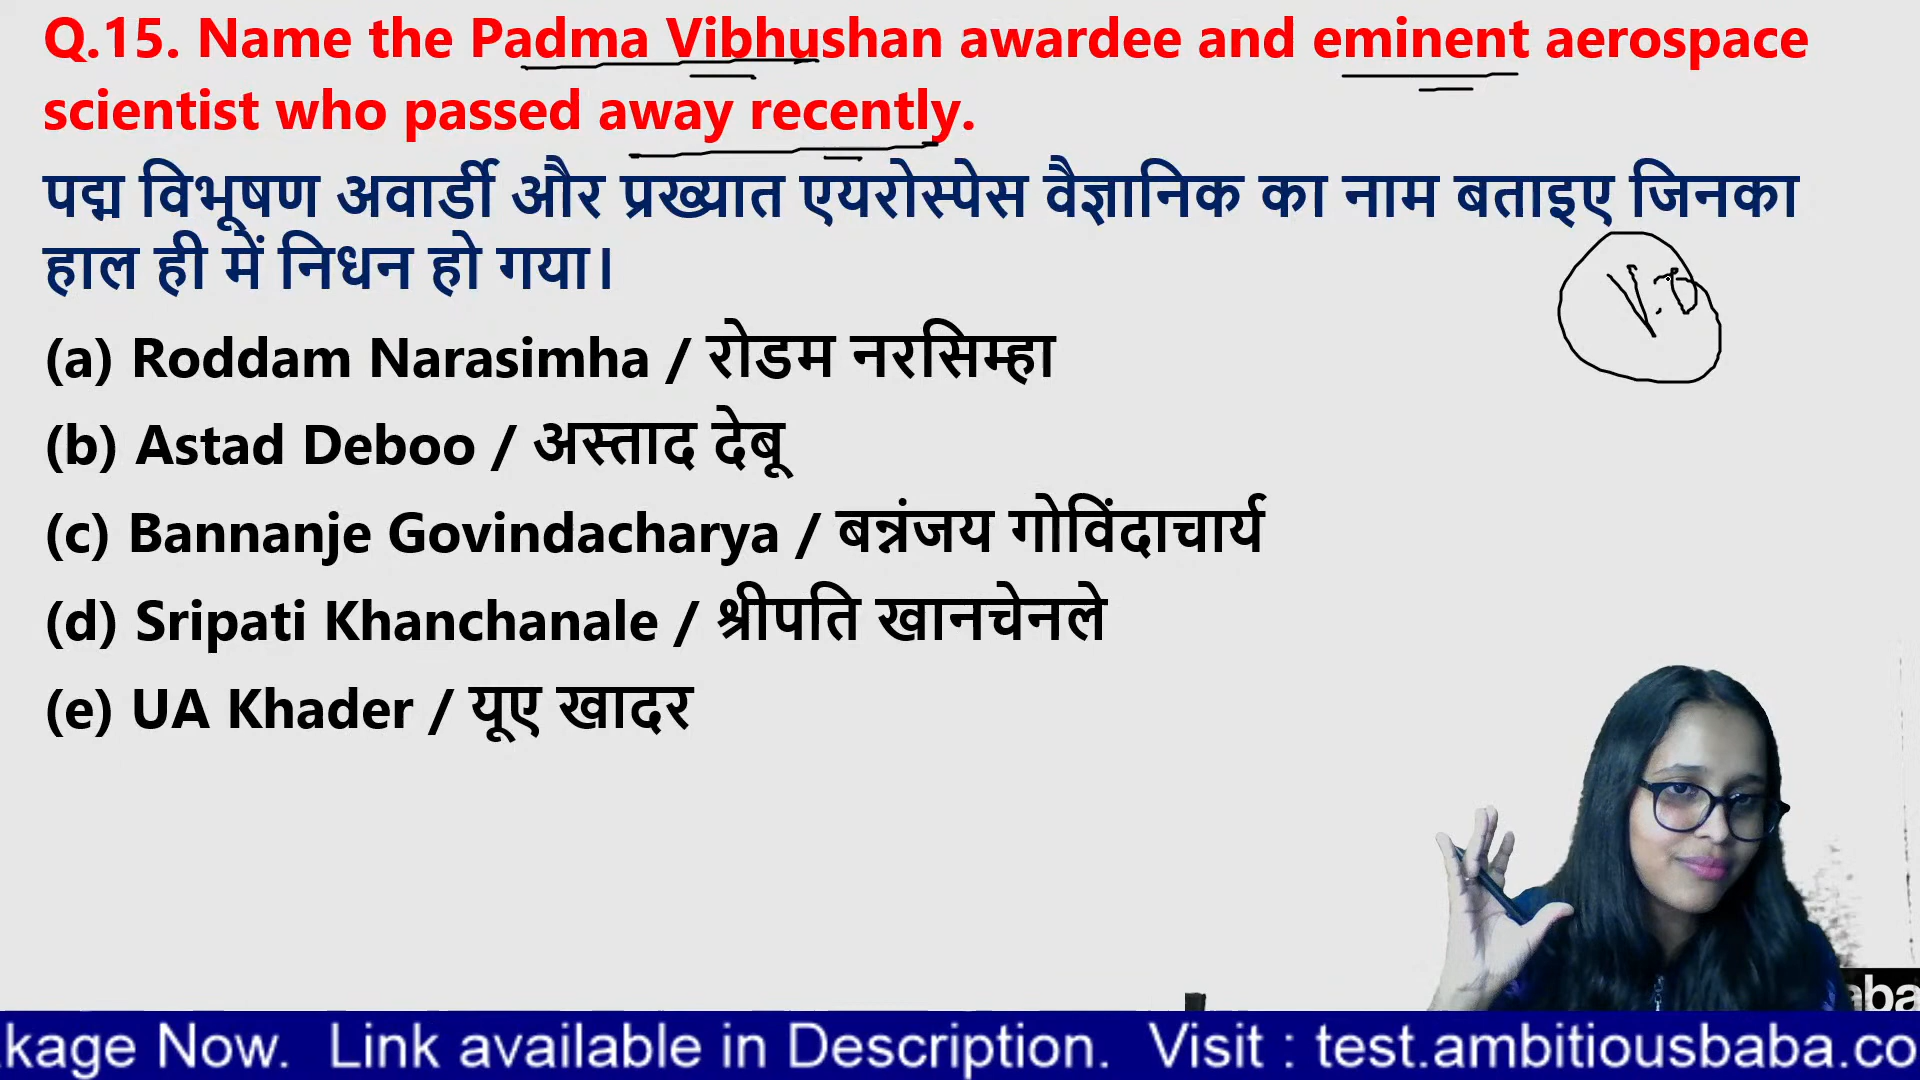 Q.15. Name the Padma Vibhushan awardee and eminent aerospace
scientist who passed away recently.
पद्म विभूषण अवार्डी और प्रख्यात एयरोस्पेस वैज्ञानिक का नाम बताइए जिनका
हाल ही में निधन हो गया।
(a) Roddam Narasimha / रोडम नरसिम्हा
(b) Astad Deboo / अस्ताद देबू
(c) Bannanje Govindacharya / बन्नंजय गोविंदाचार्य
(d) Sripati Khanchanale / श्रीपति खानचेनले
(e) UA Khader / यूए खादर
aba
kage Now. Link available in Description. Visit : test.ambitiousbaba.co